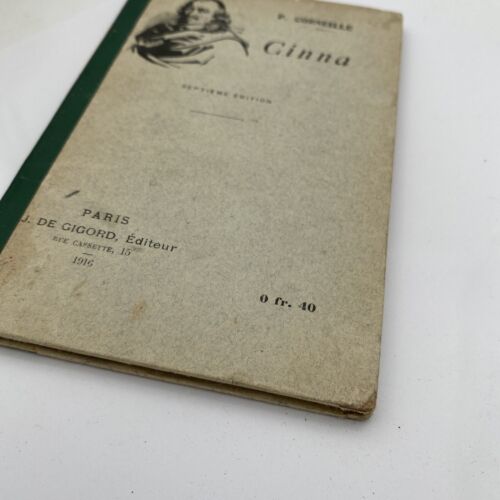 P. CORNEILLE
Cinna
SEPTIÈME ÉDITION
PARIS
J. DE GIGORD, Éditeur
RUE CASSETTE, 15
1916
0 fr. 40